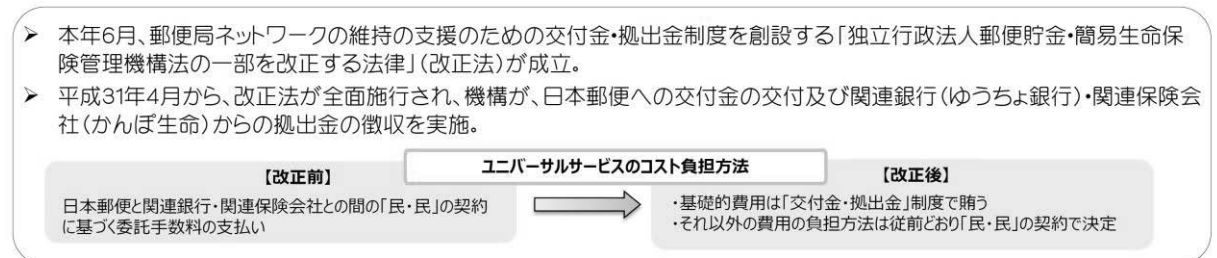 ➢ 本年6月、郵便局ネットワークの維持の支援のための交付金・拠出金制度を創設する「独立行政法人郵便貯金・簡易生命保
険管理機構法の一部を改正する法律」(改正法)が成立。
➢ 平成31年4月から、改正法が全面施行され、機構が、日本郵便への交付金の交付及び関連銀行(ゆうちょ銀行)・関連保険会
社(かんぽ生命)からの拠出金の徴収を実施。
ユニバーサルサービスのコスト負担方法
【改正前】
日本郵便と関連銀行・関連保険会社との間の「民・民」の契約
に基づく委託手数料の支払い
【改正後】
・基礎的費用は「交付金・拠出金」制度で賄う
・それ以外の費用の負担方法は従前どおり「民・民」の契約で決定